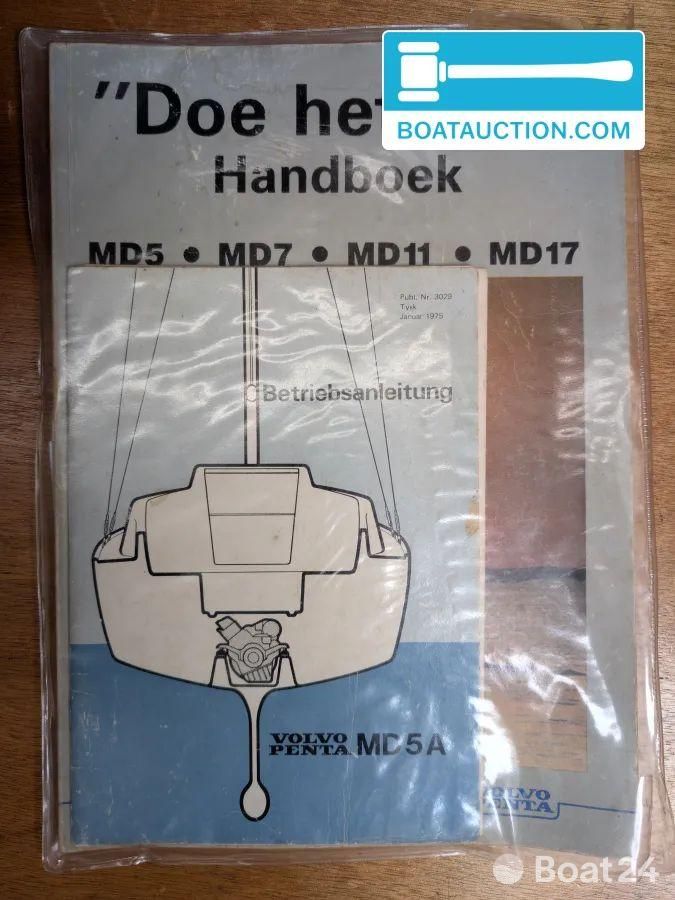 BOATAUCTION.COM
"Doe het
Handboek
MD5 • MD7 • MD11 • MD17
Publ. Nr. 3029
Tysk
Januar 1975
Betriebsanleitung
VOLVO
PENTA MD5A
VOLVO
PENTA
Boat24